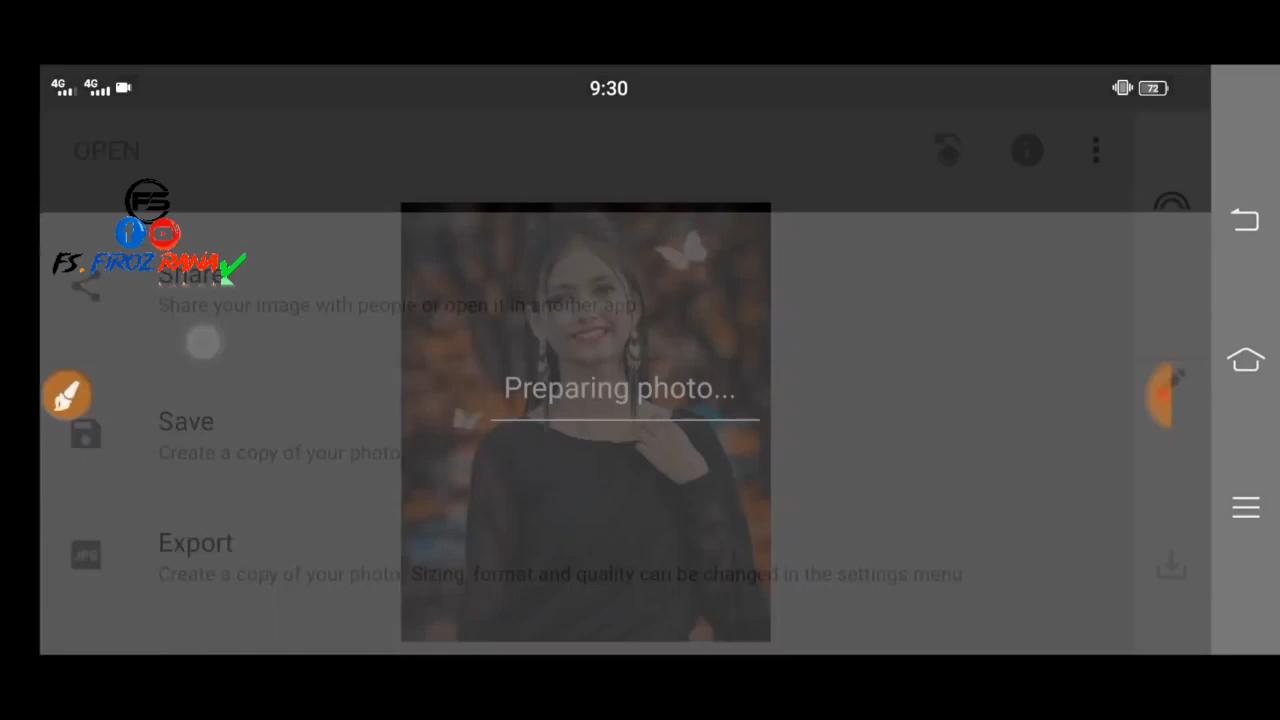 4G 4G 9:30 72
OPEN
FS
FS. FIROZ RANA
Share
Share your image with people or open it in another app
Preparing photo...
Save
Create a copy of your photo.
Export
JPG
Create a copy of your photo. Sizing, format and quality can be changed in the settings menu